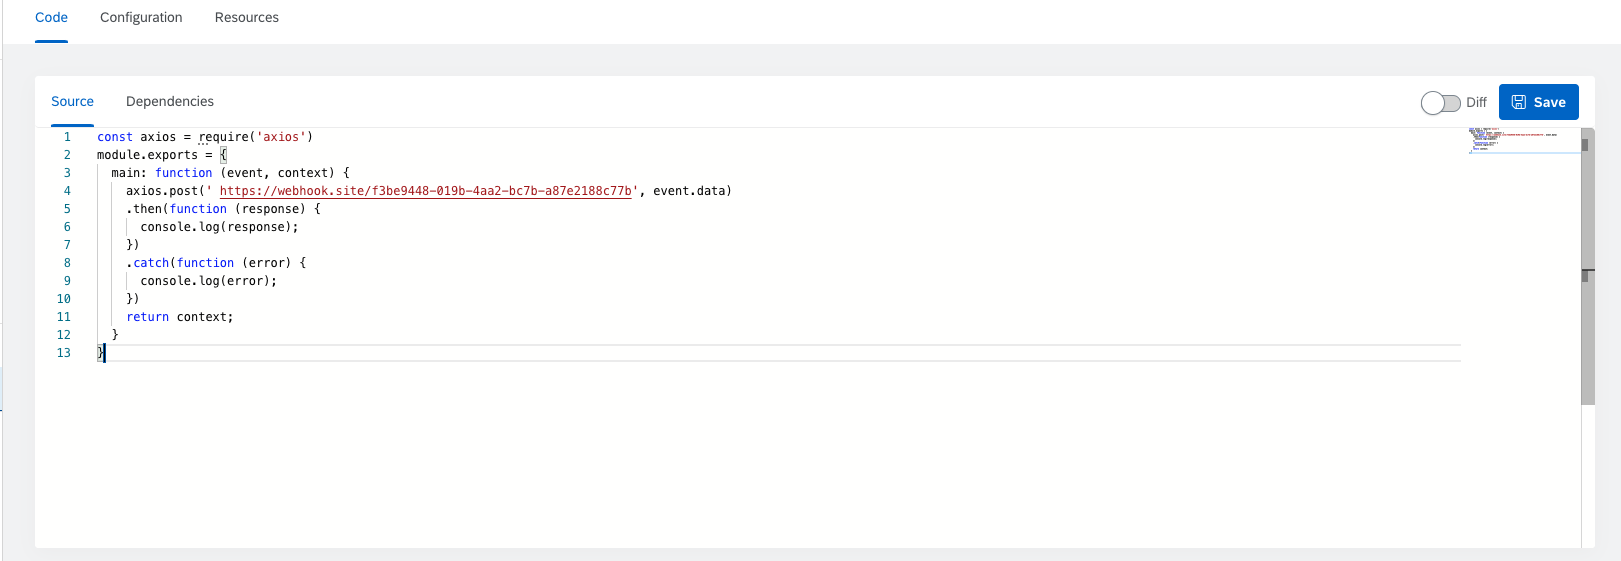 Code Configuration Resources
Source Dependencies Diff Save
1 const axios = require('axios')
2 module.exports = {
3 main: function (event, context) {
4 axios.post(' https://webhook.site/f3be9448-019b-4aa2-bc7b-a87e2188c77b', event.data)
5 .then(function (response) {
6 console.log(response);
7 })
8 .catch(function (error) {
9 console.log(error);
10 })
11 return context;
12 }
13 }